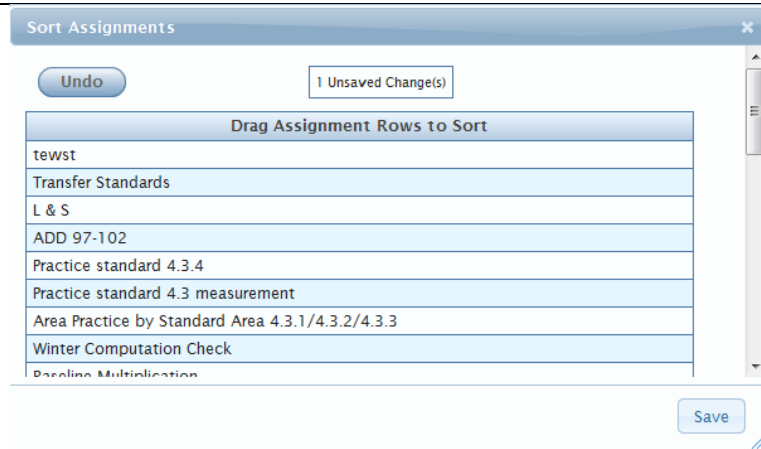 Sort Assignments
Undo
1 Unsaved Change(s)
Drag Assignment Rows to Sort
tewst
Transfer Standards
L & S
ADD 97-102
Practice standard 4.3.4
Practice standard 4.3 measurement
Area Practice by Standard Area 4.3.1/4.3.2/4.3.3
Winter Computation Check
Baseline Multiplication
Save